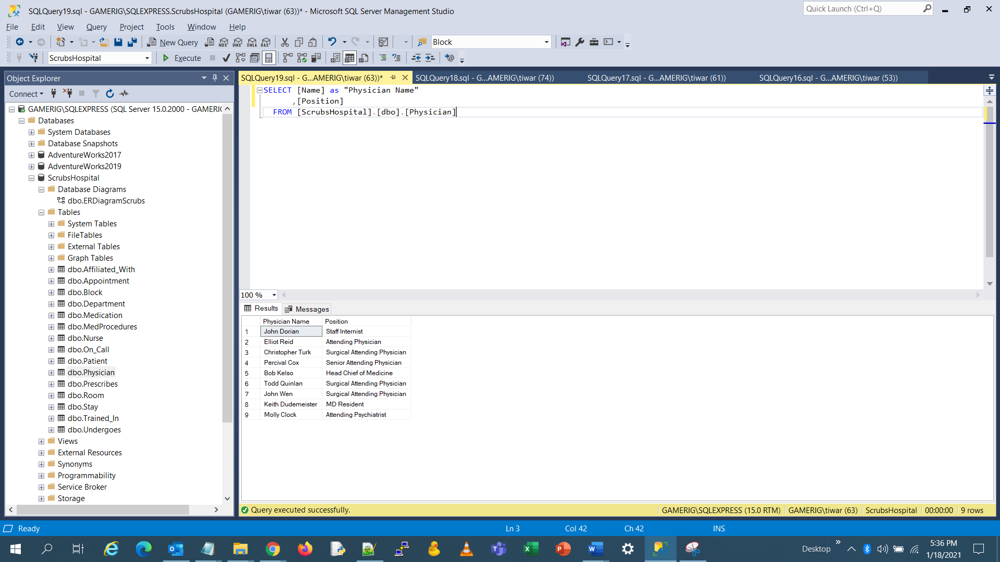 SQLQuery19.sql - GAMERIG\SQLEXPRESS.ScrubsHospital (GAMERIG\tiwar (63))* - Microsoft SQL Server Management Studio
Quick Launch (Ctrl+Q)
File Edit View Query Project Tools Window Help
New Query MDX DMX XMLA DAX Block
ScrubsHospital Execute
Object Explorer
SQLQuery19.sql - G...AMERIG\tiwar (63))* SQLQuery18.sql - G...AMERIG\tiwar (74)) SQLQuery17.sql - G...AMERIG\tiwar (61)) SQLQuery16.sql - G...AMERIG\tiwar (53))
Connect
GAMERIG\SQLEXPRESS (SQL Server 15.0.2000 - GAMERIG
Databases
System Databases
Database Snapshots
AdventureWorks2017
AdventureWorks2019
ScrubsHospital
Database Diagrams
dbo.ERDiagramScrubs
Tables
System Tables
FileTables
External Tables
Graph Tables
dbo.Affiliated_With
dbo.Appointment
dbo.Block
dbo.Department
dbo.Medication
dbo.MedProcedures
dbo.Nurse
dbo.On_Call
dbo.Patient
dbo.Physician
dbo.Prescribes
dbo.Room
dbo.Stay
dbo.Trained_In
dbo.Undergoes
Views
External Resources
Synonyms
Programmability
Service Broker
Storage
SELECT [Name] as "Physician Name"
,[Position]
FROM [ScrubsHospital].[dbo].[Physician]
100 %
Results Messages
Physician Name Position
1 John Dorian Staff Internist
2 Elliot Reid Attending Physician
3 Christopher Turk Surgical Attending Physician
4 Percival Cox Senior Attending Physician
5 Bob Kelso Head Chief of Medicine
6 Todd Quinlan Surgical Attending Physician
7 John Wen Surgical Attending Physician
8 Keith Dudemeister MD Resident
9 Molly Clock Attending Psychiatrist
Query executed successfully. GAMERIG\SQLEXPRESS (15.0 RTM) GAMERIG\tiwar (63) ScrubsHospital 00:00:00 9 rows
Ready Ln 3 Col 42 Ch 42 INS
Desktop
5:36 PM
1/18/2021